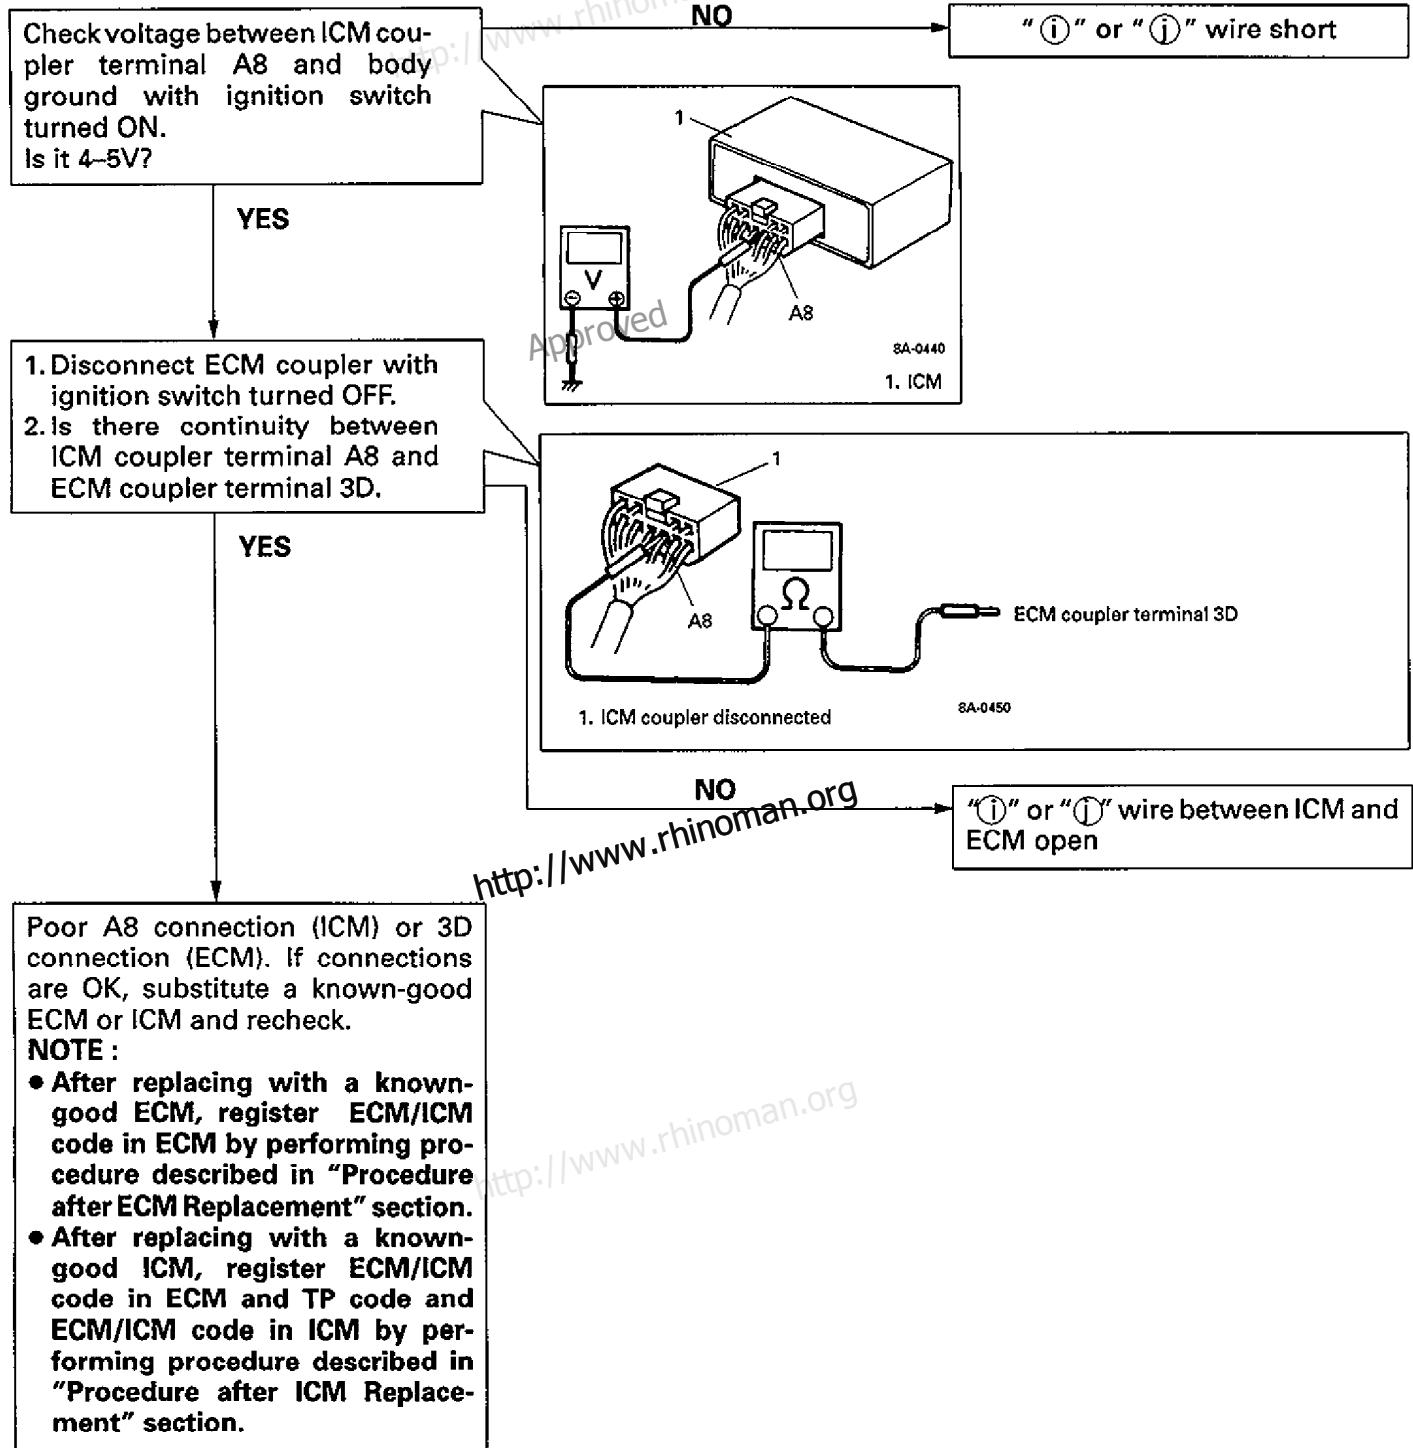 Check voltage between ICM cou-
pler terminal A8 and body
ground with ignition switch
turned ON.
Is it 4–5V?
NO
"ⓘ" or "ⓙ" wire short
http://www.rhinoman
YES
1
V
A8
8A-0440
1. ICM
Approved
1. Disconnect ECM coupler with
ignition switch turned OFF.
2. Is there continuity between
ICM coupler terminal A8 and
ECM coupler terminal 3D.
YES
1
Ω
A8
ECM coupler terminal 3D
1. ICM coupler disconnected
8A-0450
NO
"ⓘ" or "ⓙ" wire between ICM and
ECM open
http://www.rhinoman.org
Poor A8 connection (ICM) or 3D
connection (ECM). If connections
are OK, substitute a known-good
ECM or ICM and recheck.
NOTE :
● After replacing with a known-
good ECM, register ECM/ICM
code in ECM by performing pro-
cedure described in "Procedure
after ECM Replacement" section.
● After replacing with a known-
good ICM, register ECM/ICM
code in ECM and TP code and
ECM/ICM code in ICM by per-
forming procedure described in
"Procedure after ICM Replace-
ment" section.
http://www.rhinoman.org